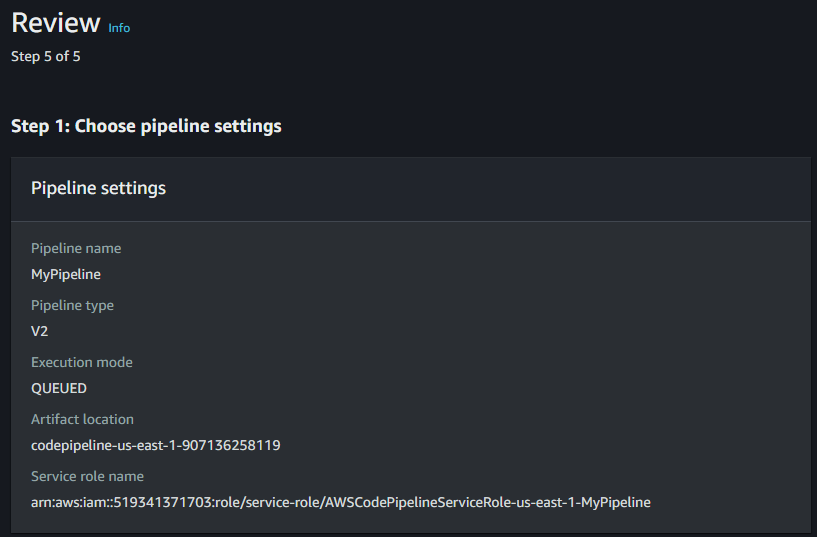 Review Info
Step 5 of 5
Step 1: Choose pipeline settings
Pipeline settings
Pipeline name
MyPipeline
Pipeline type
V2
Execution mode
QUEUED
Artifact location
codepipeline-us-east-1-907136258119
Service role name
arn:aws:iam::519341371703:role/service-role/AWSCodePipelineServiceRole-us-east-1-MyPipeline